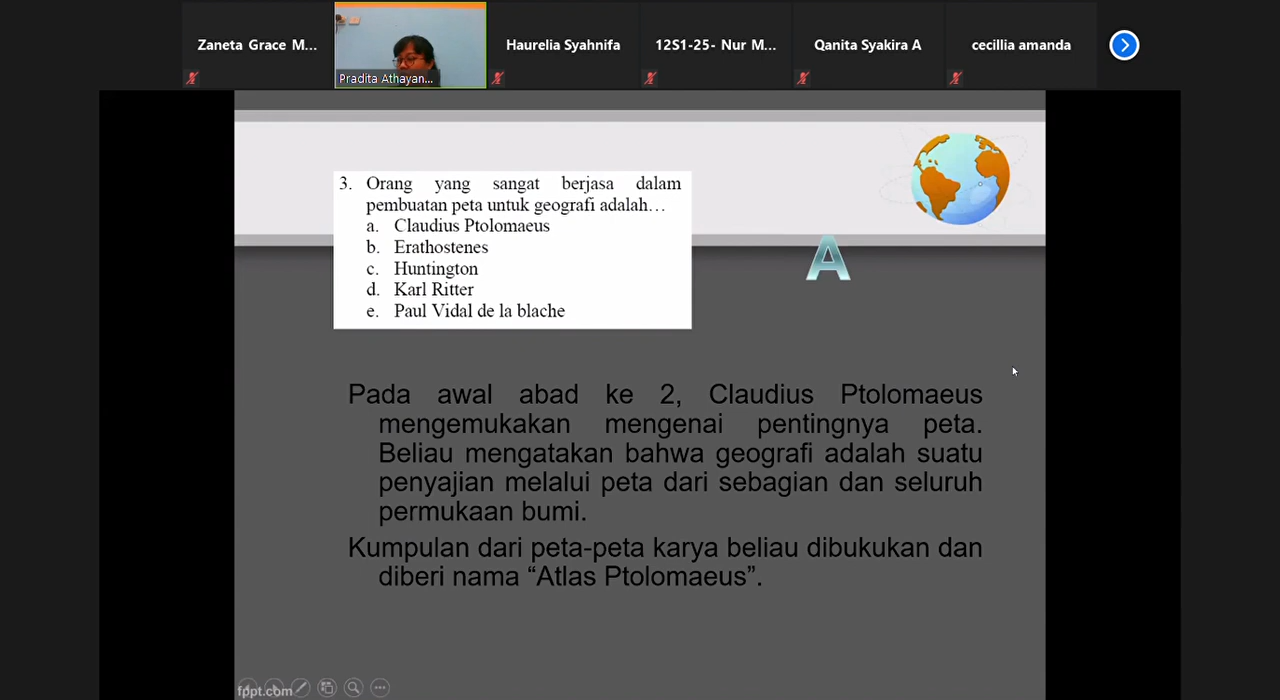 Zaneta Grace M...
Pradita Athayan...
Haurelia Syahnifa
12S1-25- Nur M...
Qanita Syakira A
cecillia amanda
3. Orang yang sangat berjasa dalam
pembuatan peta untuk geografi adalah…
a. Claudius Ptolomaeus
b. Erathostenes
c. Huntington
d. Karl Ritter
e. Paul Vidal de la blache
A
Pada awal abad ke 2, Claudius Ptolomaeus
mengemukakan mengenai pentingnya peta.
Beliau mengatakan bahwa geografi adalah suatu
penyajian melalui peta dari sebagian dan seluruh
permukaan bumi.
Kumpulan dari peta-peta karya beliau dibukukan dan
diberi nama “Atlas Ptolomaeus”.
fppt.com